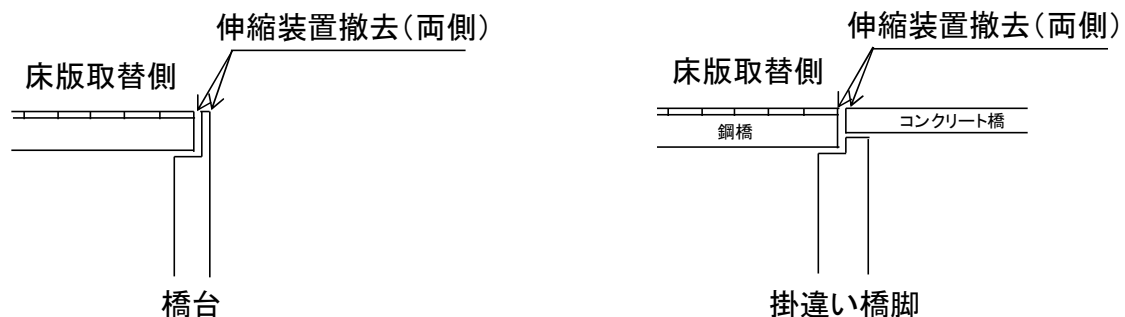 伸縮装置撤去(両側)
床版取替側
橋台
伸縮装置撤去(両側)
床版取替側
鋼橋
コンクリート橋
掛違い橋脚